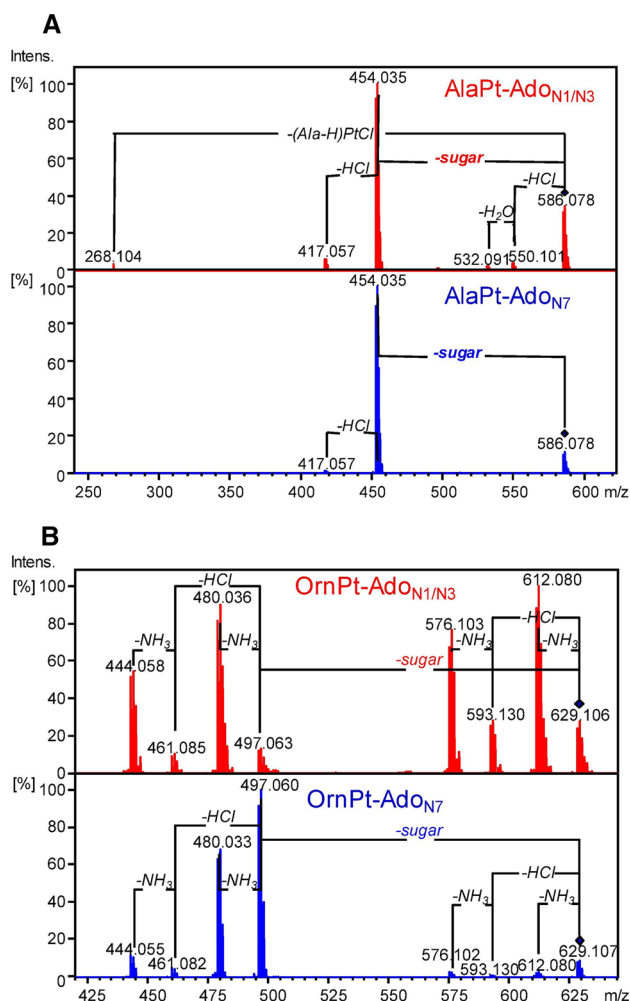 A
Intens.
[%]
100
80
60
40
20
0
454.035
AlaPt-AdoN1/N3
-(Ala-H)PtCl
-HCl
-sugar
-HCl
-H2O
586.078
268.104
417.057
532.091
550.101
[%]
100
80
60
40
20
0
454.035
AlaPt-AdoN7
-sugar
-HCl
417.057
586.078
240 300 350 400 450 500 550 600 m/z
B
Intens.
[%]
100
80
60
40
20
0
-HCl
OrnPt-AdoN1/N3
612.080
480.036
576.103
-HCl
-NH3
-NH3
-NH3
-NH3
444.058
-sugar
629.106
461.085
497.063
593.130
[%]
100
80
60
40
20
0
497.060
OrnPt-AdoN7
-HCl
-sugar
480.033
-HCl
-NH3
-NH3
-NH3
-NH3
444.055
461.082
576.102
593.130
612.080
629.107
425 450 475 500 525 550 575 600 625 m/z